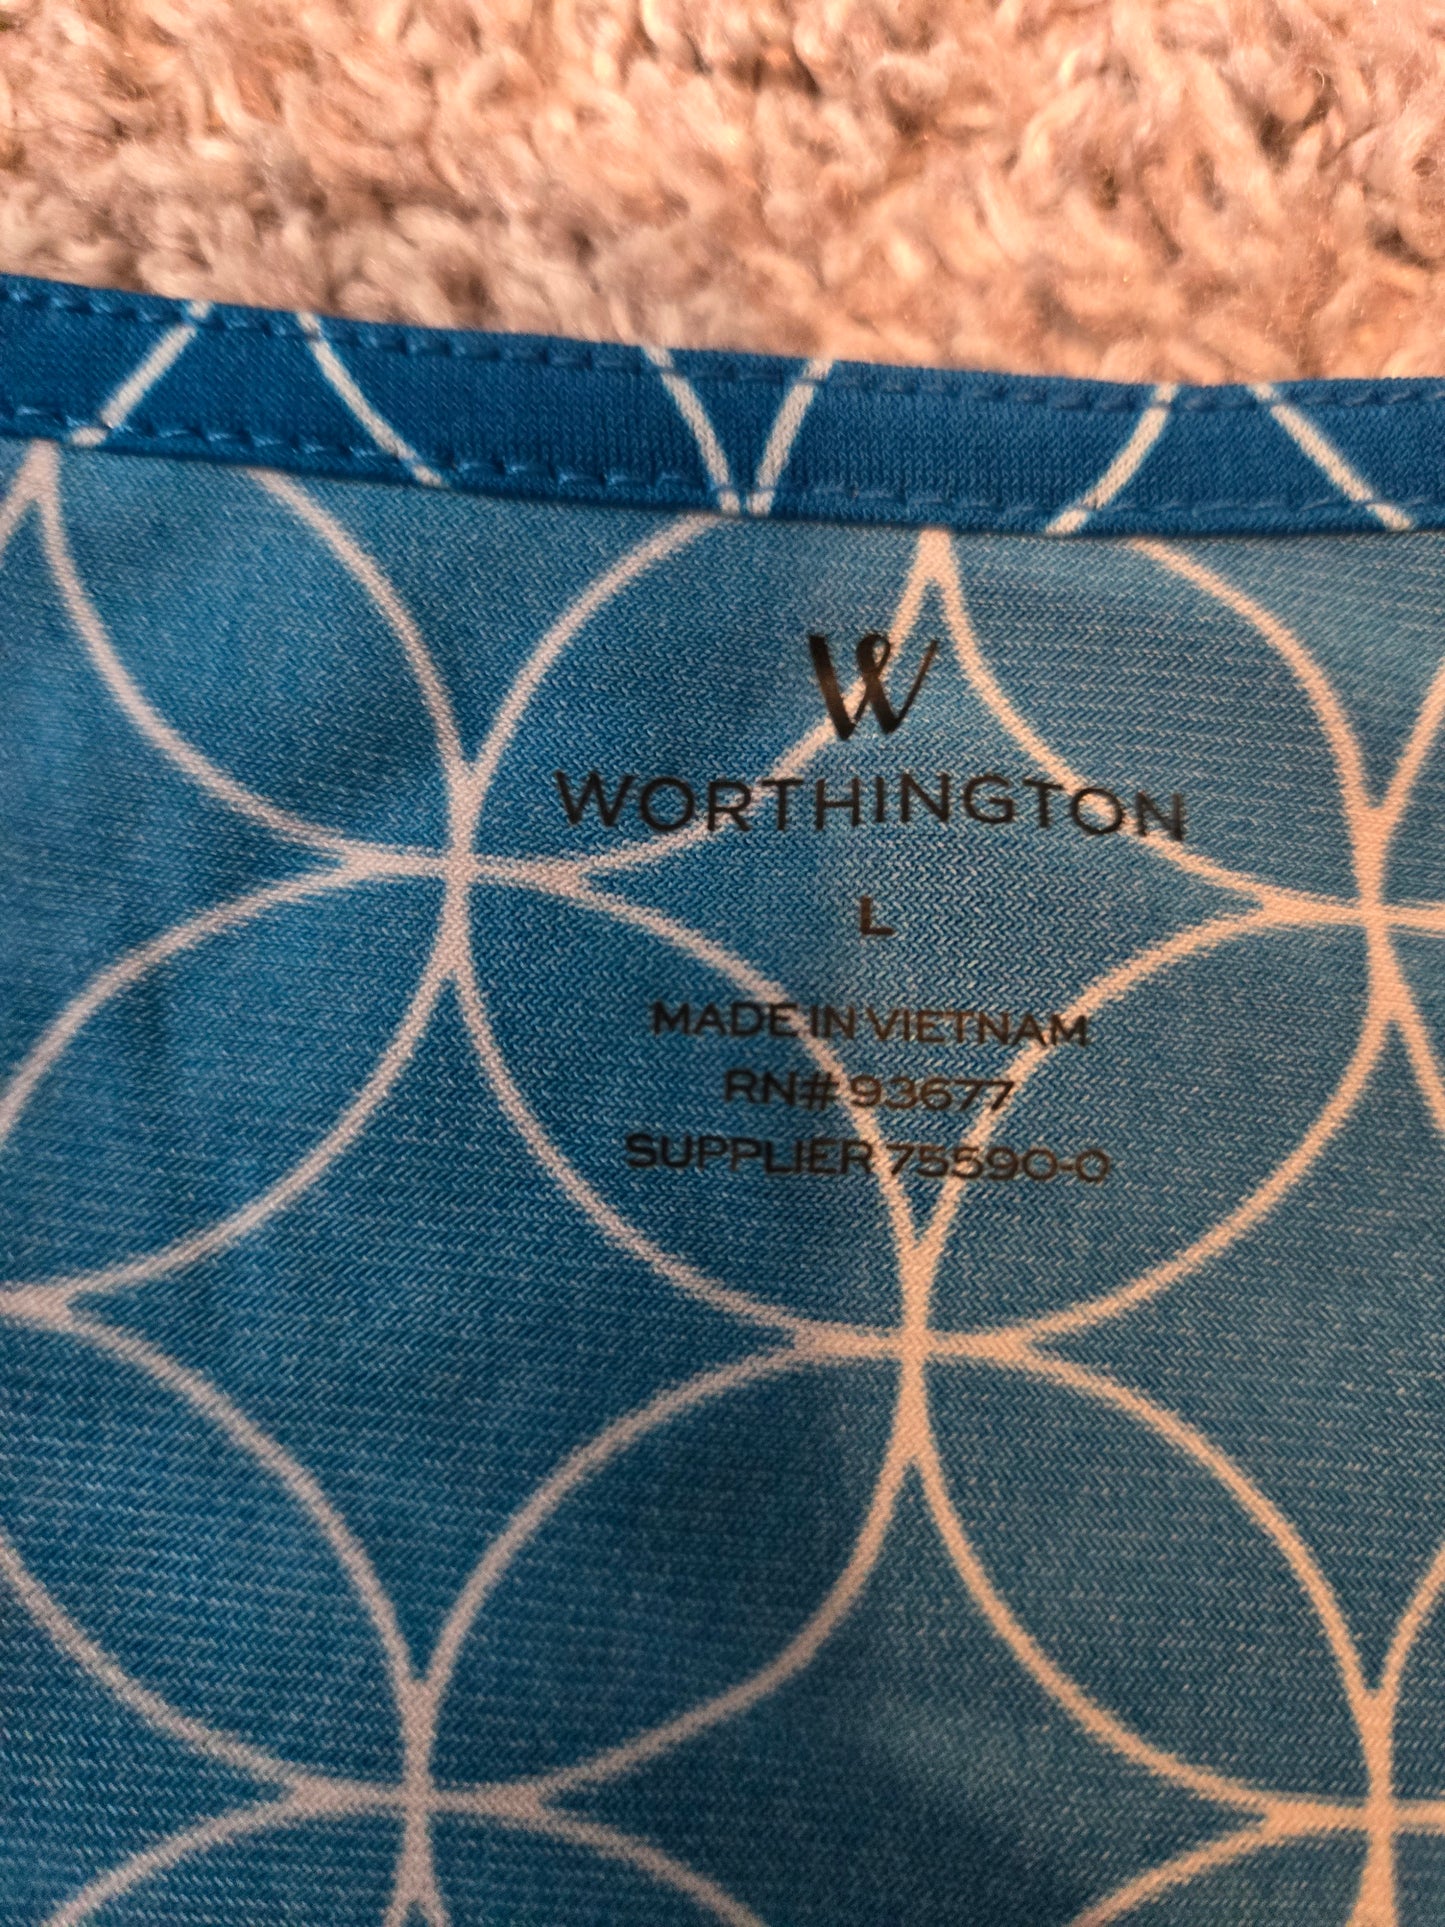 W
WORTHINGTON
L
MADE IN VIETNAM
RN# 93677
SUPPLIER 75590-0